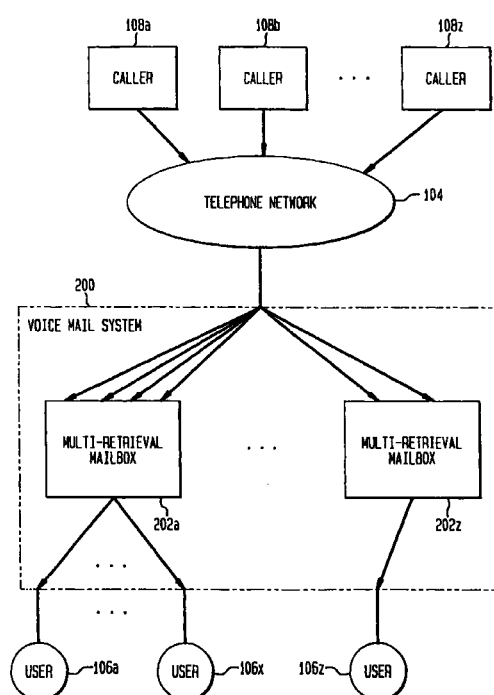 108a 108b 108z
CALLER CALLER . . . CALLER
TELEPHONE NETWORK
104
200
VOICE MAIL SYSTEM
MULTI-RETRIEVAL
MAILBOX
. . .
MULTI-RETRIEVAL
MAILBOX
202a 202z
. . .
. . .
USER 106a USER 106x 106z USER